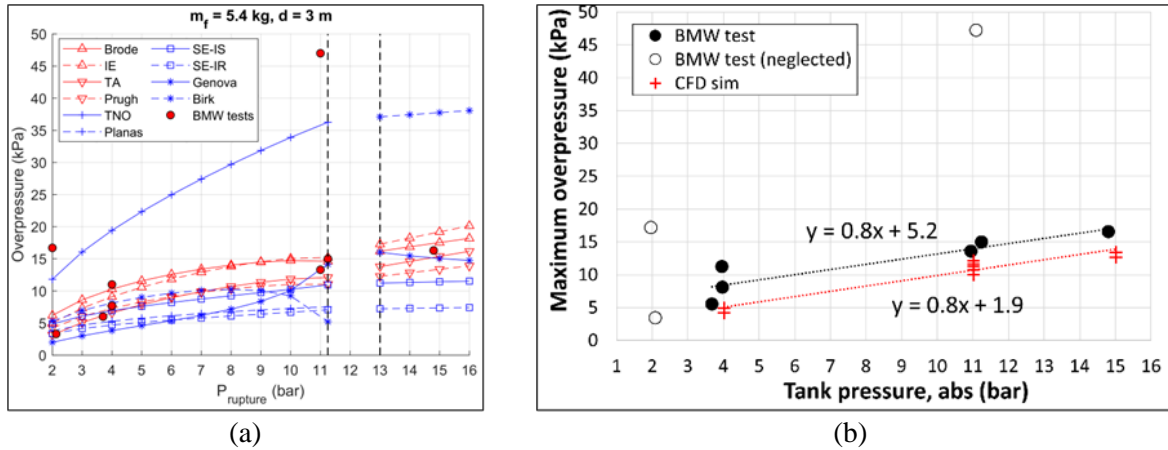 m_f = 5.4 kg, d = 3 m
50
45
40
35
30
25
20
15
10
5
0
Overpressure (kPa)
Brode
IE
TA
Prugh
TNO
Planas
SE-IS
SE-IR
Genova
Birk
BMW tests
2 3 4 5 6 7 8 9 10 11 12 13 14 15 16
P_rupture (bar)
(a)
50
45
40
35
30
25
20
15
10
5
0
Maximum overpressure (kPa)
BMW test
BMW test (neglected)
CFD sim
y = 0.8x + 5.2
y = 0.8x + 1.9
1 2 3 4 5 6 7 8 9 10 11 12 13 14 15 16
Tank pressure, abs (bar)
(b)